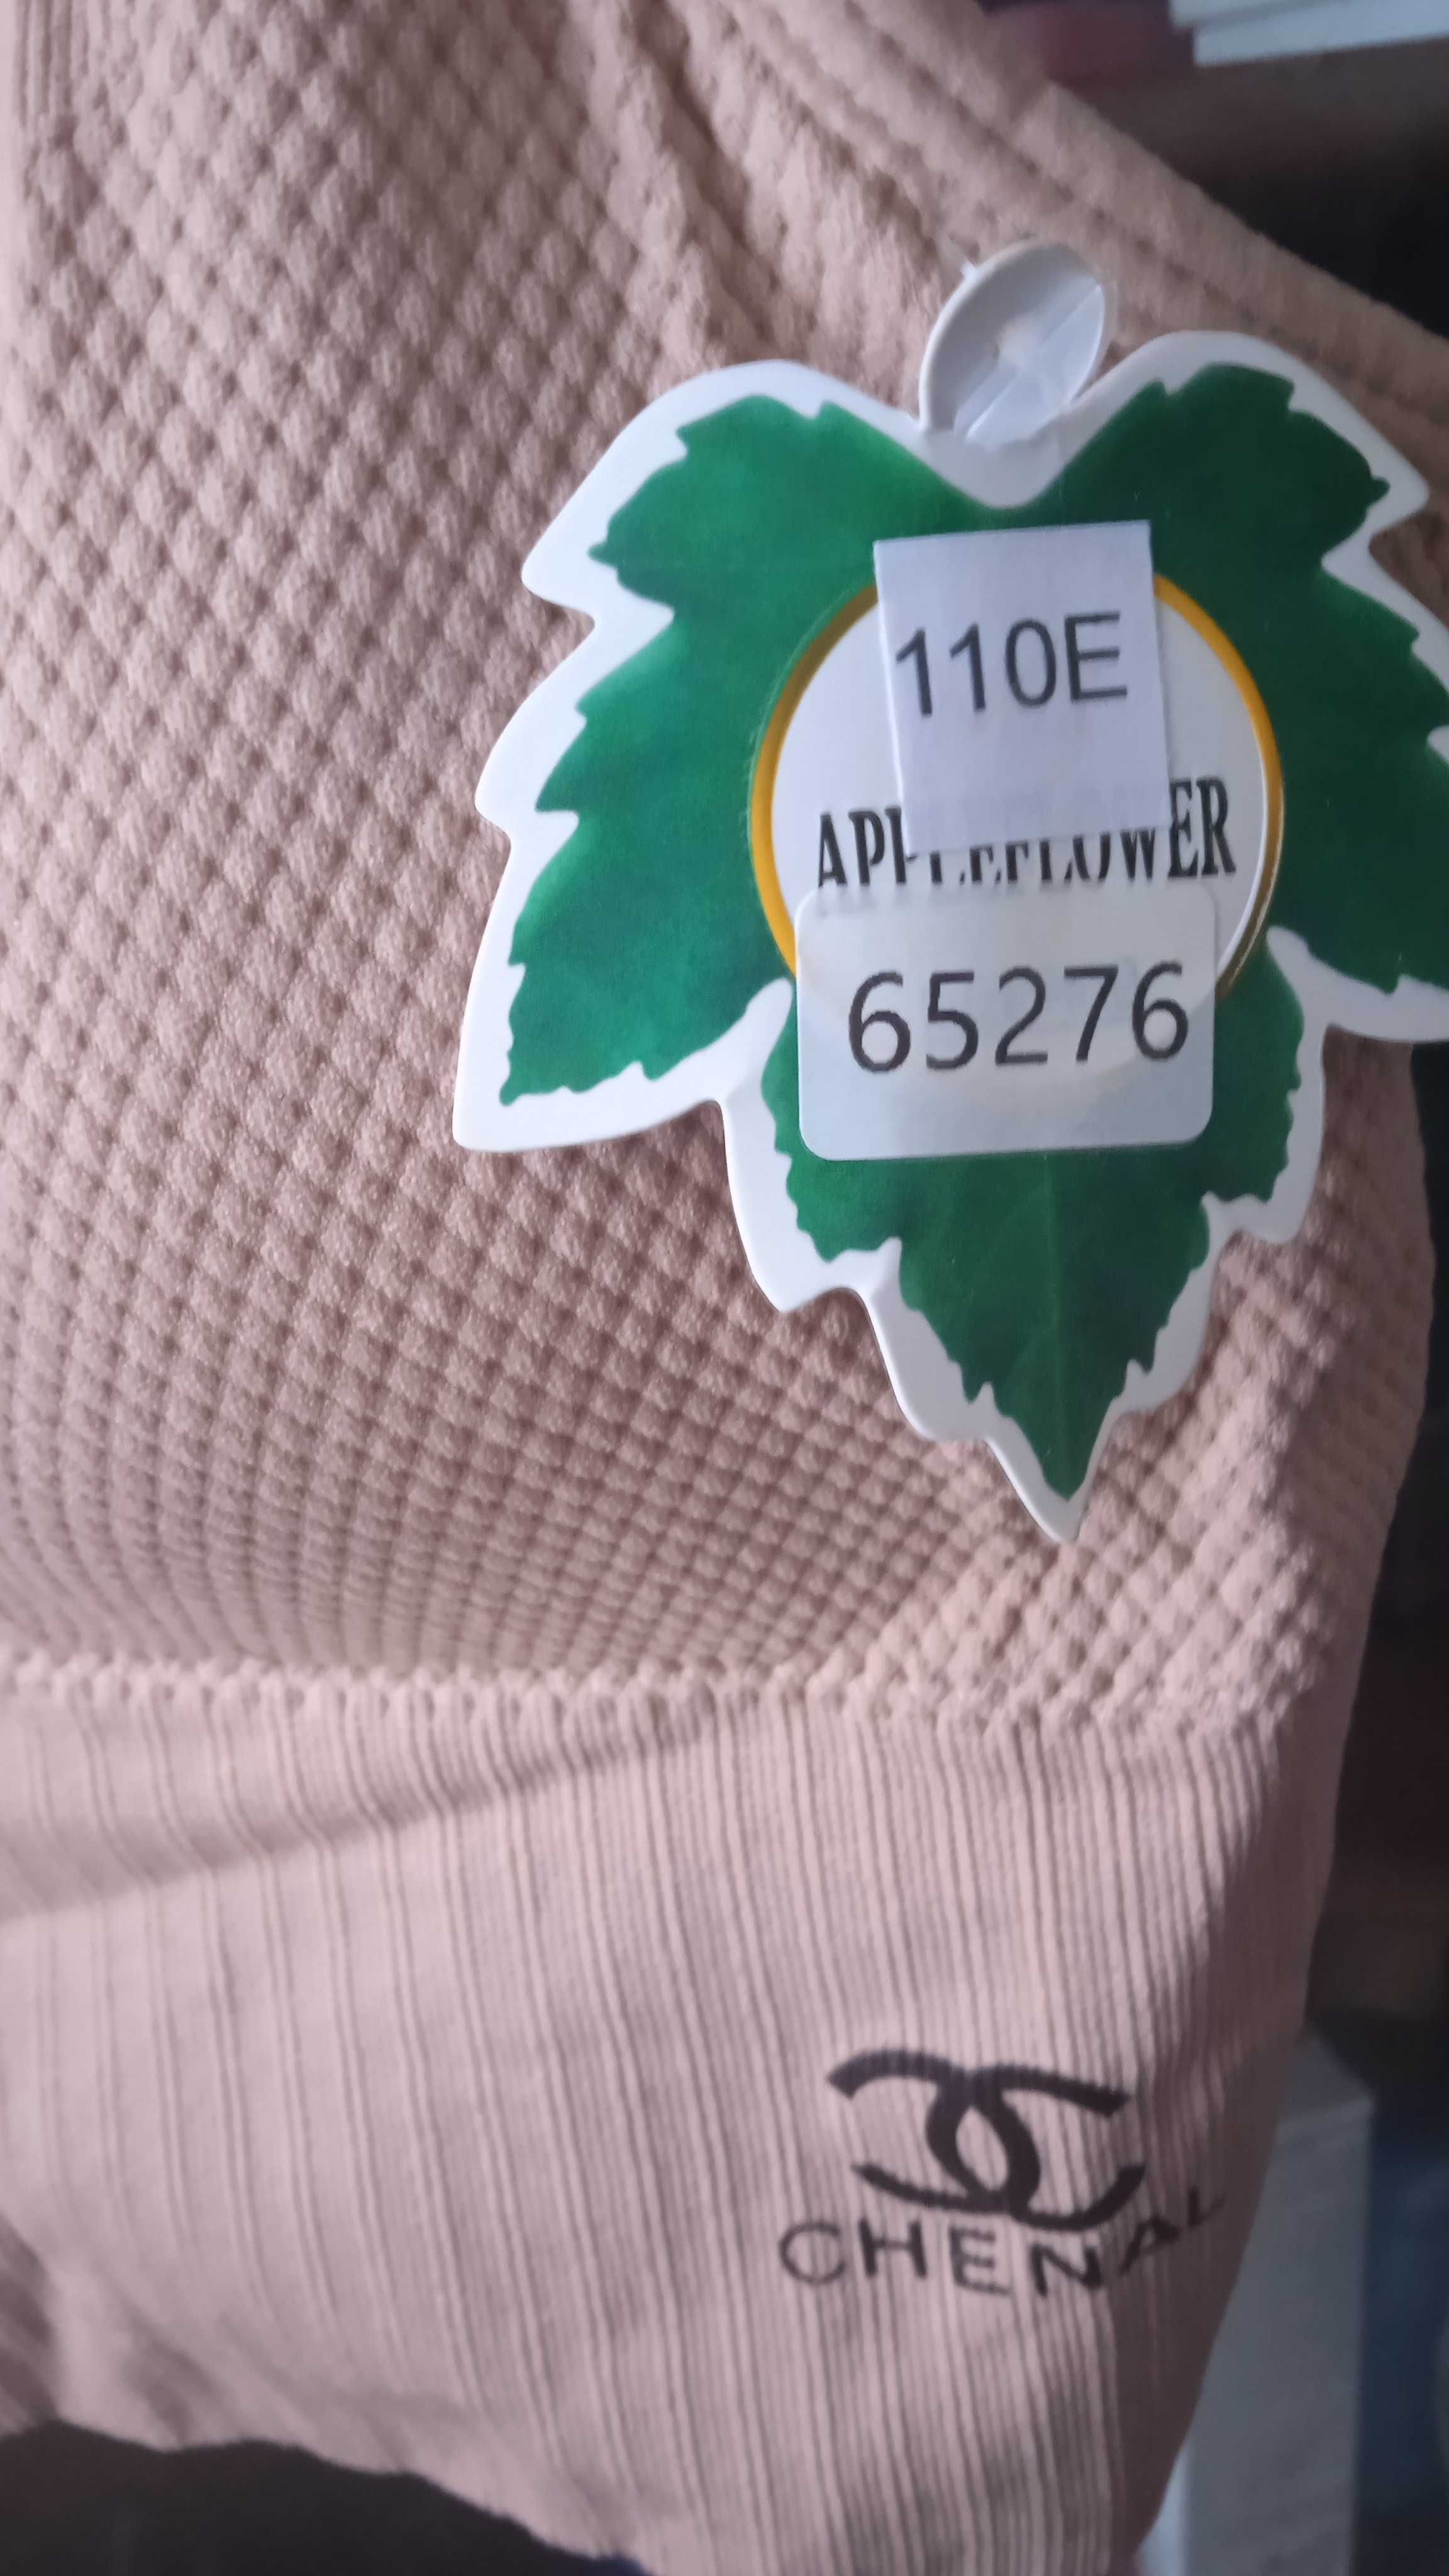 110E
APPLEFLOWER
65276
CHENAL